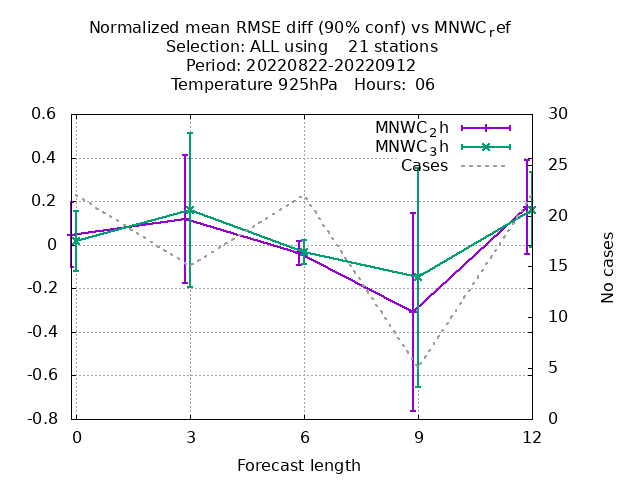 Normalized mean RMSE diff (90% conf) vs MNWC_ref
Selection: ALL using    21 stations
Period: 20220822-20220912
Temperature 925hPa   Hours:  06
MNWC_2h
MNWC_3h
Cases
0.6
0.4
0.2
0
-0.2
-0.4
-0.6
-0.8
30
25
20
15
10
5
0
No cases
0 3 6 9 12
Forecast length